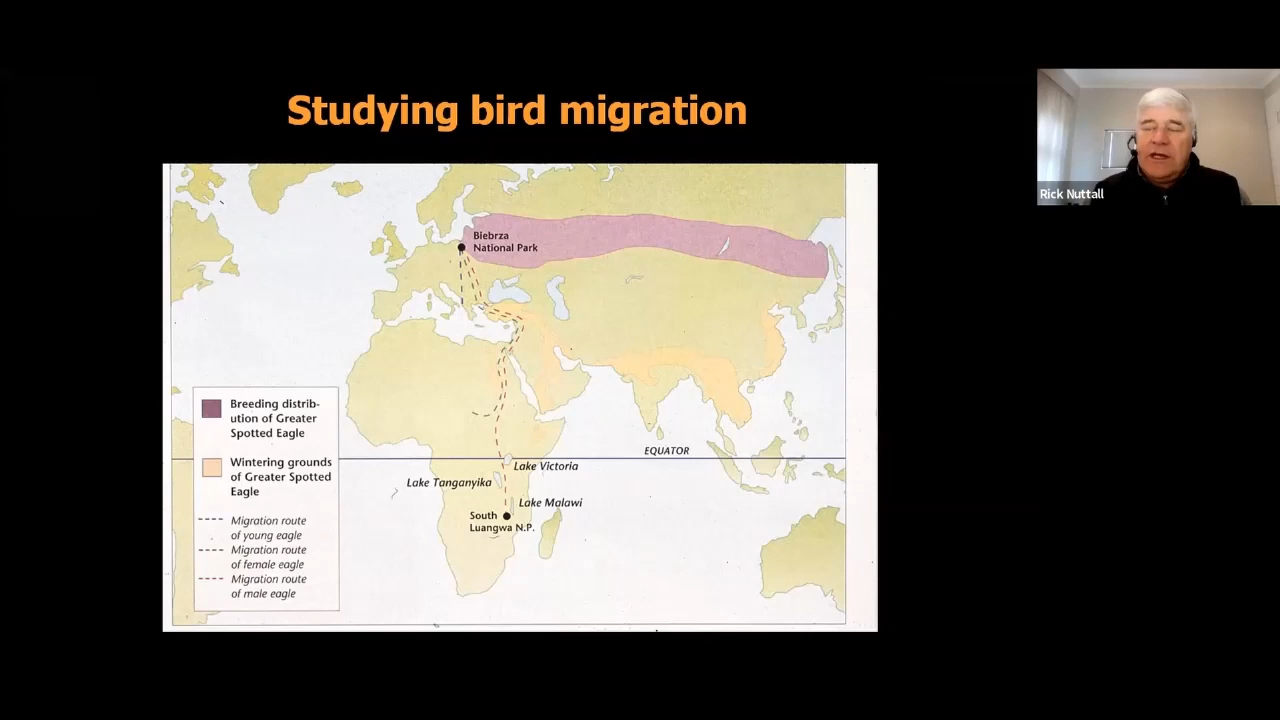 Studying bird migration
Rick Nuttall
Biebrza
National Park
EQUATOR
Lake Victoria
Lake Tanganyika
Lake Malawi
South
Luangwa N.P.
Breeding distrib-
ution of Greater
Spotted Eagle
Wintering grounds
of Greater Spotted
Eagle
Migration route
of young eagle
Migration route
of female eagle
Migration route
of male eagle